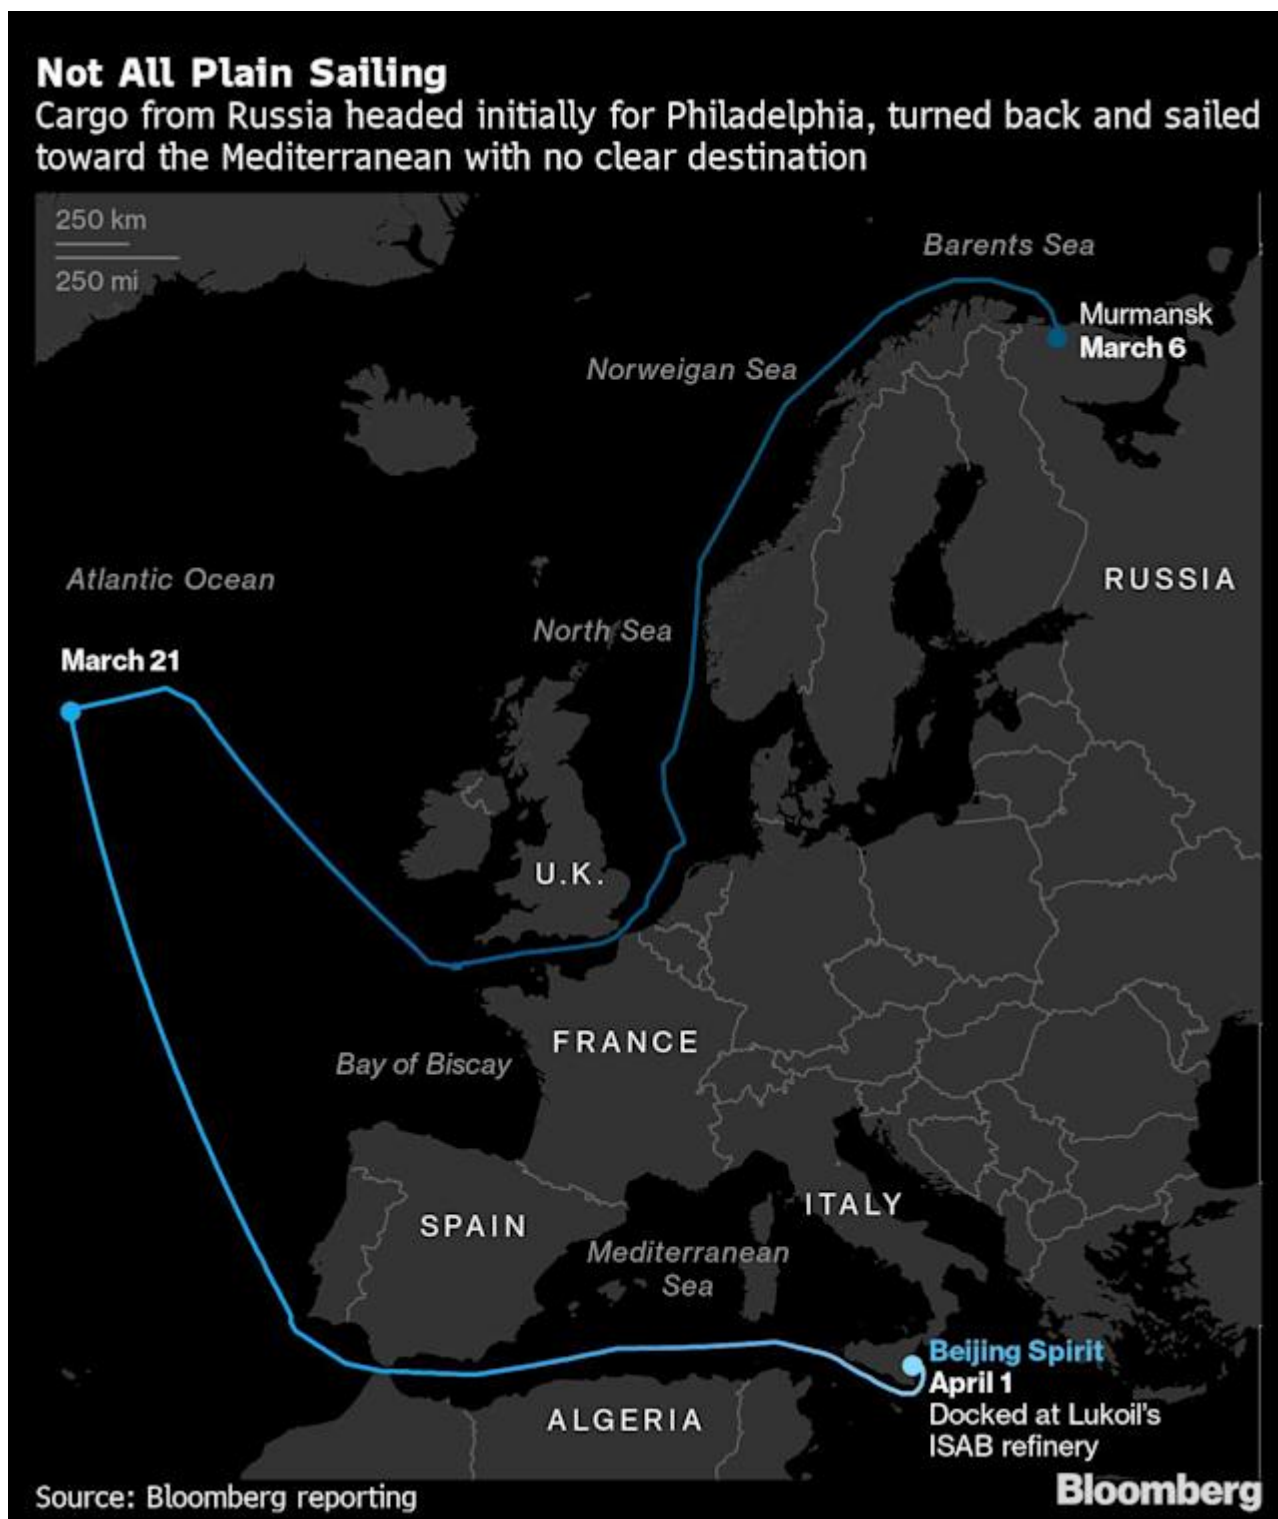 Not All Plain Sailing
Cargo from Russia headed initially for Philadelphia, turned back and sailed
toward the Mediterranean with no clear destination
250 km
250 mi
Barents Sea
Murmansk
March 6
Norweigan Sea
Atlantic Ocean
RUSSIA
North Sea
March 21
U.K.
FRANCE
Bay of Biscay
ITALY
SPAIN
Mediterranean
Sea
Beijing Spirit
April 1
Docked at Lukoil's
ISAB refinery
ALGERIA
Source: Bloomberg reporting
Bloomberg